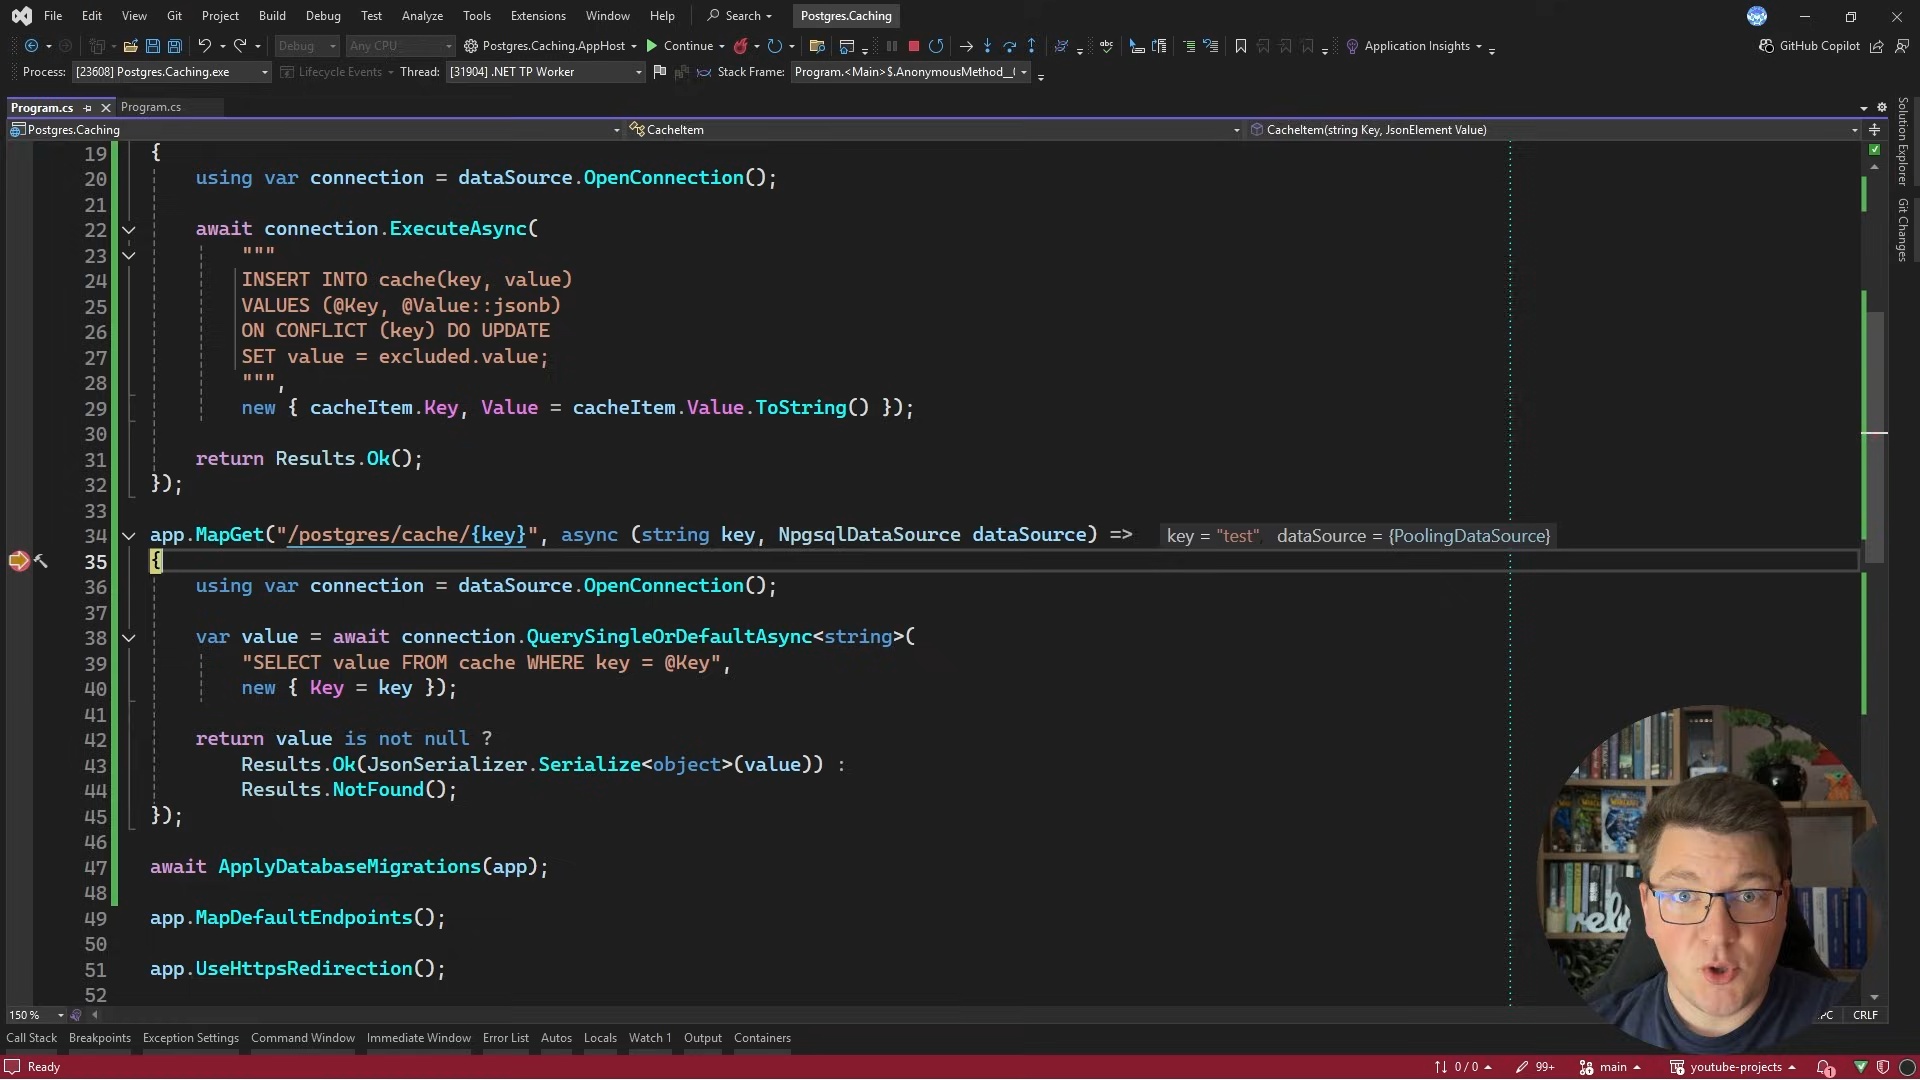 File Edit View Git Project Build Debug Test Analyze Tools Extensions Window Help Search Postgres.Caching
Debug Any CPU Postgres.Caching.AppHost Continue Application Insights GitHub Copilot
Process: [23608] Postgres.Caching.exe Lifecycle Events Thread: [31904] .NET TP Worker Stack Frame: Program.<Main>$.AnonymousMethod__
Program.cs Program.cs
Postgres.Caching CacheItem CacheItem(string Key, JsonElement Value)
Solution Explorer
Git Changes
19 {
20 using var connection = dataSource.OpenConnection();
21
22 await connection.ExecuteAsync(
23 """
24 INSERT INTO cache(key, value)
25 VALUES (@Key, @Value::jsonb)
26 ON CONFLICT (key) DO UPDATE
27 SET value = excluded.value;
28 """,
29 new { cacheItem.Key, Value = cacheItem.Value.ToString() });
30
31 return Results.Ok();
32 });
33
34 app.MapGet("/postgres/cache/{key}", async (string key, NpgsqlDataSource dataSource) => key = "test", dataSource = {PoolingDataSource}
35 {
36 using var connection = dataSource.OpenConnection();
37
38 var value = await connection.QuerySingleOrDefaultAsync<string>(
39 "SELECT value FROM cache WHERE key = @Key",
40 new { Key = key });
41
42 return value is not null ?
43 Results.Ok(JsonSerializer.Serialize<object>(value)) :
44 Results.NotFound();
45 });
46
47 await ApplyDatabaseMigrations(app);
48
49 app.MapDefaultEndpoints();
50
51 app.UseHttpsRedirection();
52
150 % CRLF
Call Stack Breakpoints Exception Settings Command Window Immediate Window Error List Autos Locals Watch 1 Output Containers
Ready 0 / 0 99+ main youtube-projects 1